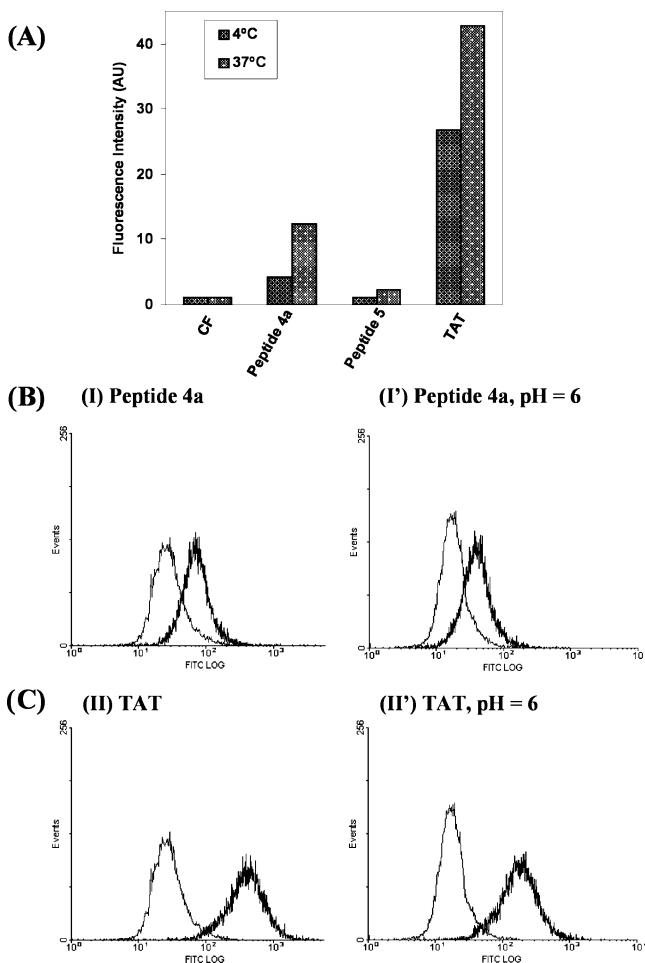 (A)
4°C
37°C
Fluorescence Intensity (AU)
40
30
20
10
0
CF
Peptide 4a
Peptide 5
TAT
(B)
(I) Peptide 4a
(I') Peptide 4a, pH = 6
256
Events
0
10⁰ 10¹ 10² 10³
FITC LOG
256
Events
0
10⁰ 10¹ 10² 10³ 10
FITC LOG
(C)
(II) TAT
(II') TAT, pH = 6
256
Events
0
10⁰ 10¹ 10² 10³
FITC LOG
256
Events
0
10⁰ 10¹ 10² 10³
FITC LOG